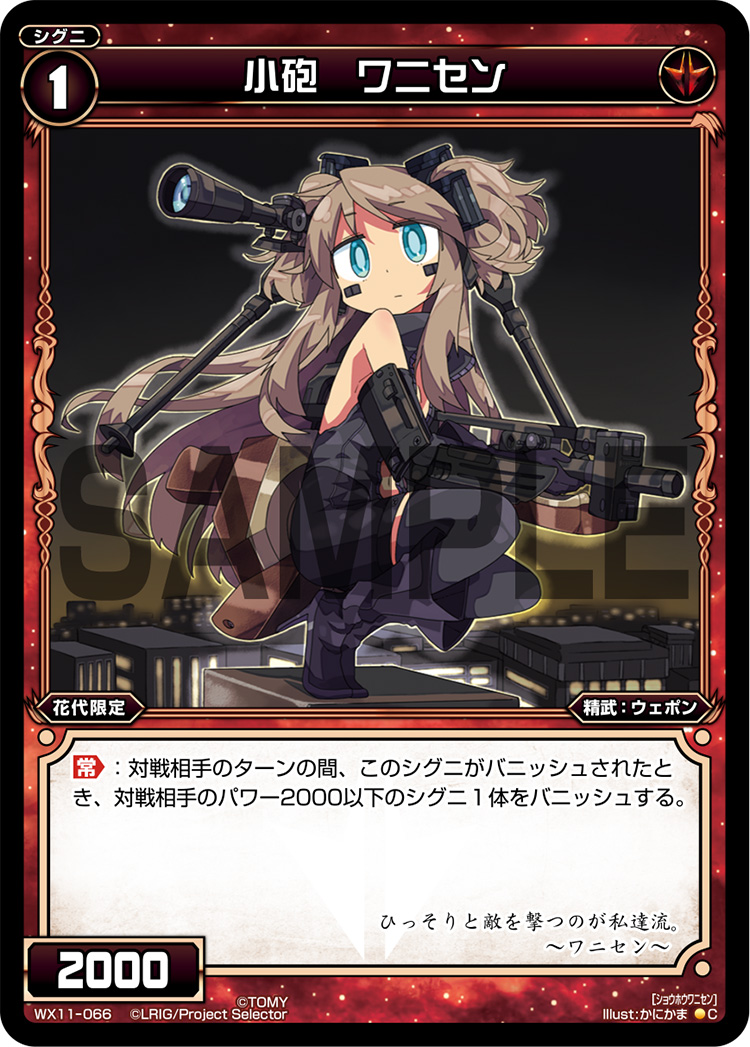 シグニ
1
小砲　ワニセン
SAMPLE
花代限定
精武：ウェポン
常：対戦相手のターンの間、このシグニがバニッシュされたと
き、対戦相手のパワー2000以下のシグニ１体をバニッシュする。
ひっそりと敵を撃つのが私達流。
～ワニセン～
2000
WX11-066 ©LRIG/Project Selector
©TOMY
[ショウホウワニセン]
Illust:かにかま C